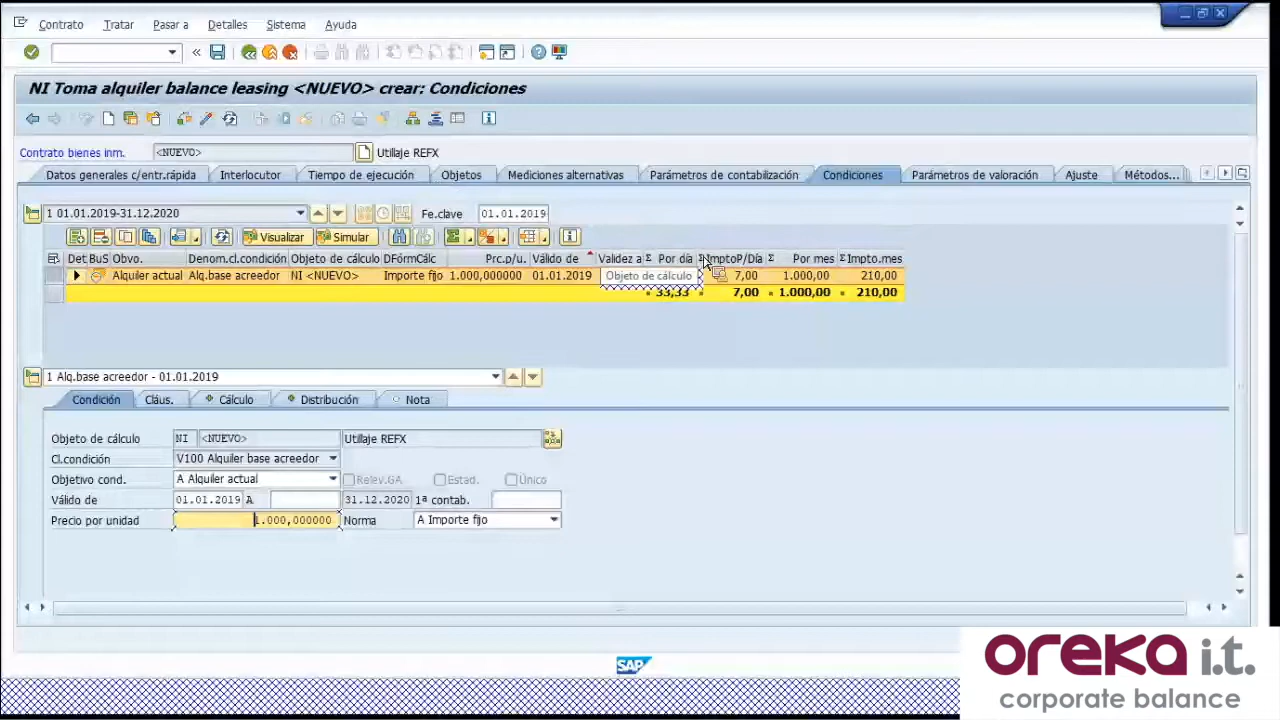 Contrato Tratar Pasar a Detalles Sistema Ayuda
NI Toma alquiler balance leasing <NUEVO> crear: Condiciones
Contrato bienes inm. <NUEVO> Utillaje REFX
Datos generales c/entr.rápida Interlocutor Tiempo de ejecución Objetos Mediciones alternativas Parámetros de contabilización Condiciones Parámetros de valoración Ajuste Métodos...
1 01.01.2019-31.12.2020 Fe.clave 01.01.2019
Visualizar Simular
Det BuS Obvo. Denom.cl.condición Objeto de cálculo DFórmCálc Prc.p./u. Válido de Validez a Σ Por día Σ ImptoP/Día Σ Por mes Σ Impto.mes
Alquiler actual Alq.base acreedor NI <NUEVO> Importe fijo 1.000,000000 01.01.2019 Objeto de cálculo 7,00 1.000,00 210,00
33,33 7,00 1.000,00 210,00
1 Alq.base acreedor - 01.01.2019
Condición Cláus. Cálculo Distribución Nota
Objeto de cálculo NI <NUEVO> Utillaje REFX
Cl.condición V100 Alquiler base acreedor
Objetivo cond. A Alquiler actual Relev.GA Estad. Único
Válido de 01.01.2019 A 31.12.2020 1ª contab.
Precio por unidad 1.000,000000 Norma A Importe fijo
SAP
oreka i.t.
corporate balance